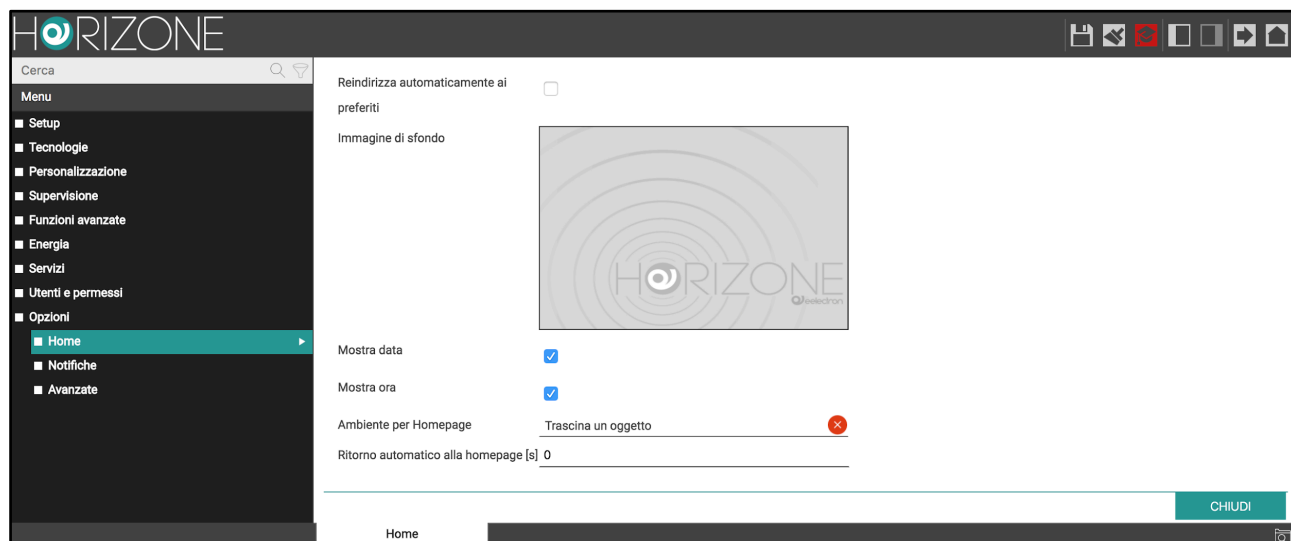 HORIZONE
Cerca
Menu
Setup
Tecnologie
Personalizzazione
Supervisione
Funzioni avanzate
Energia
Servizi
Utenti e permessi
Opzioni
Home
Notifiche
Avanzate
Reindirizza automaticamente ai
preferiti
Immagine di sfondo
HORIZONE
eelectron
Mostra data
Mostra ora
Ambiente per Homepage Trascina un oggetto
Ritorno automatico alla homepage [s] 0
CHIUDI
Home